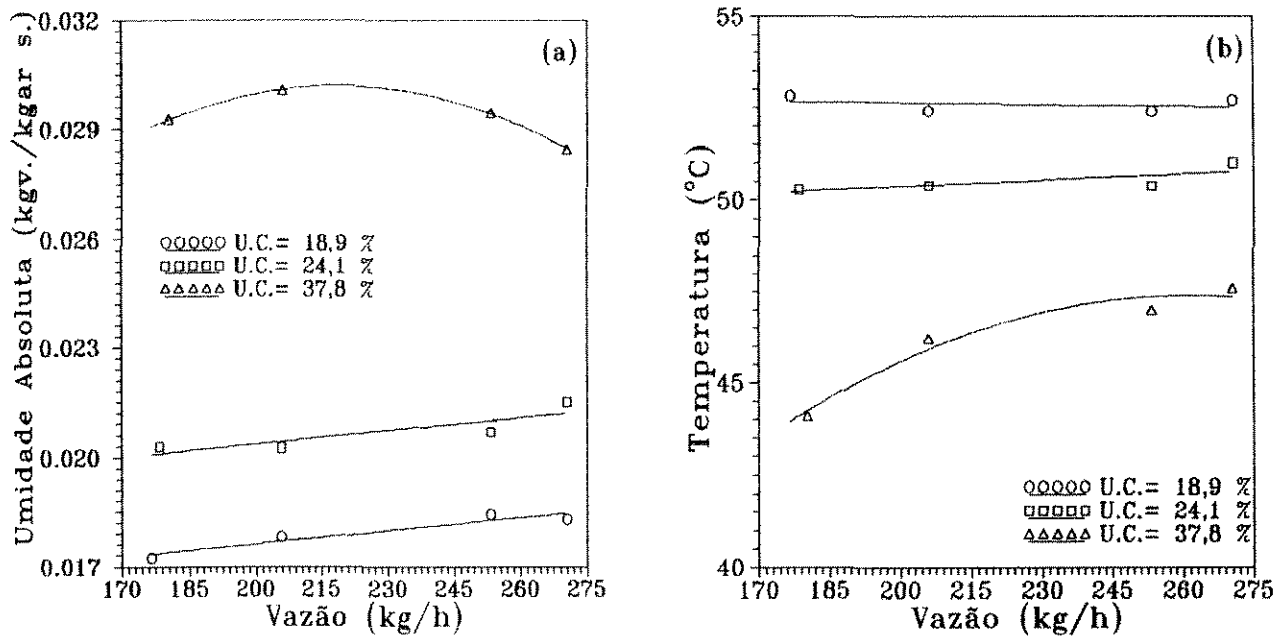 Umidade Absoluta (kgv./kgar s.)
0.032
0.029
0.026
0.023
0.020
0.017
(a)
U.C.= 18,9 %
U.C.= 24,1 %
U.C.= 37,8 %
170 185 200 215 230 245 260 275
Vazão (kg/h)
Temperatura (°C)
55
50
45
40
(b)
U.C.= 18,9 %
U.C.= 24,1 %
U.C.= 37,8 %
170 185 200 215 230 245 260 275
Vazão (kg/h)